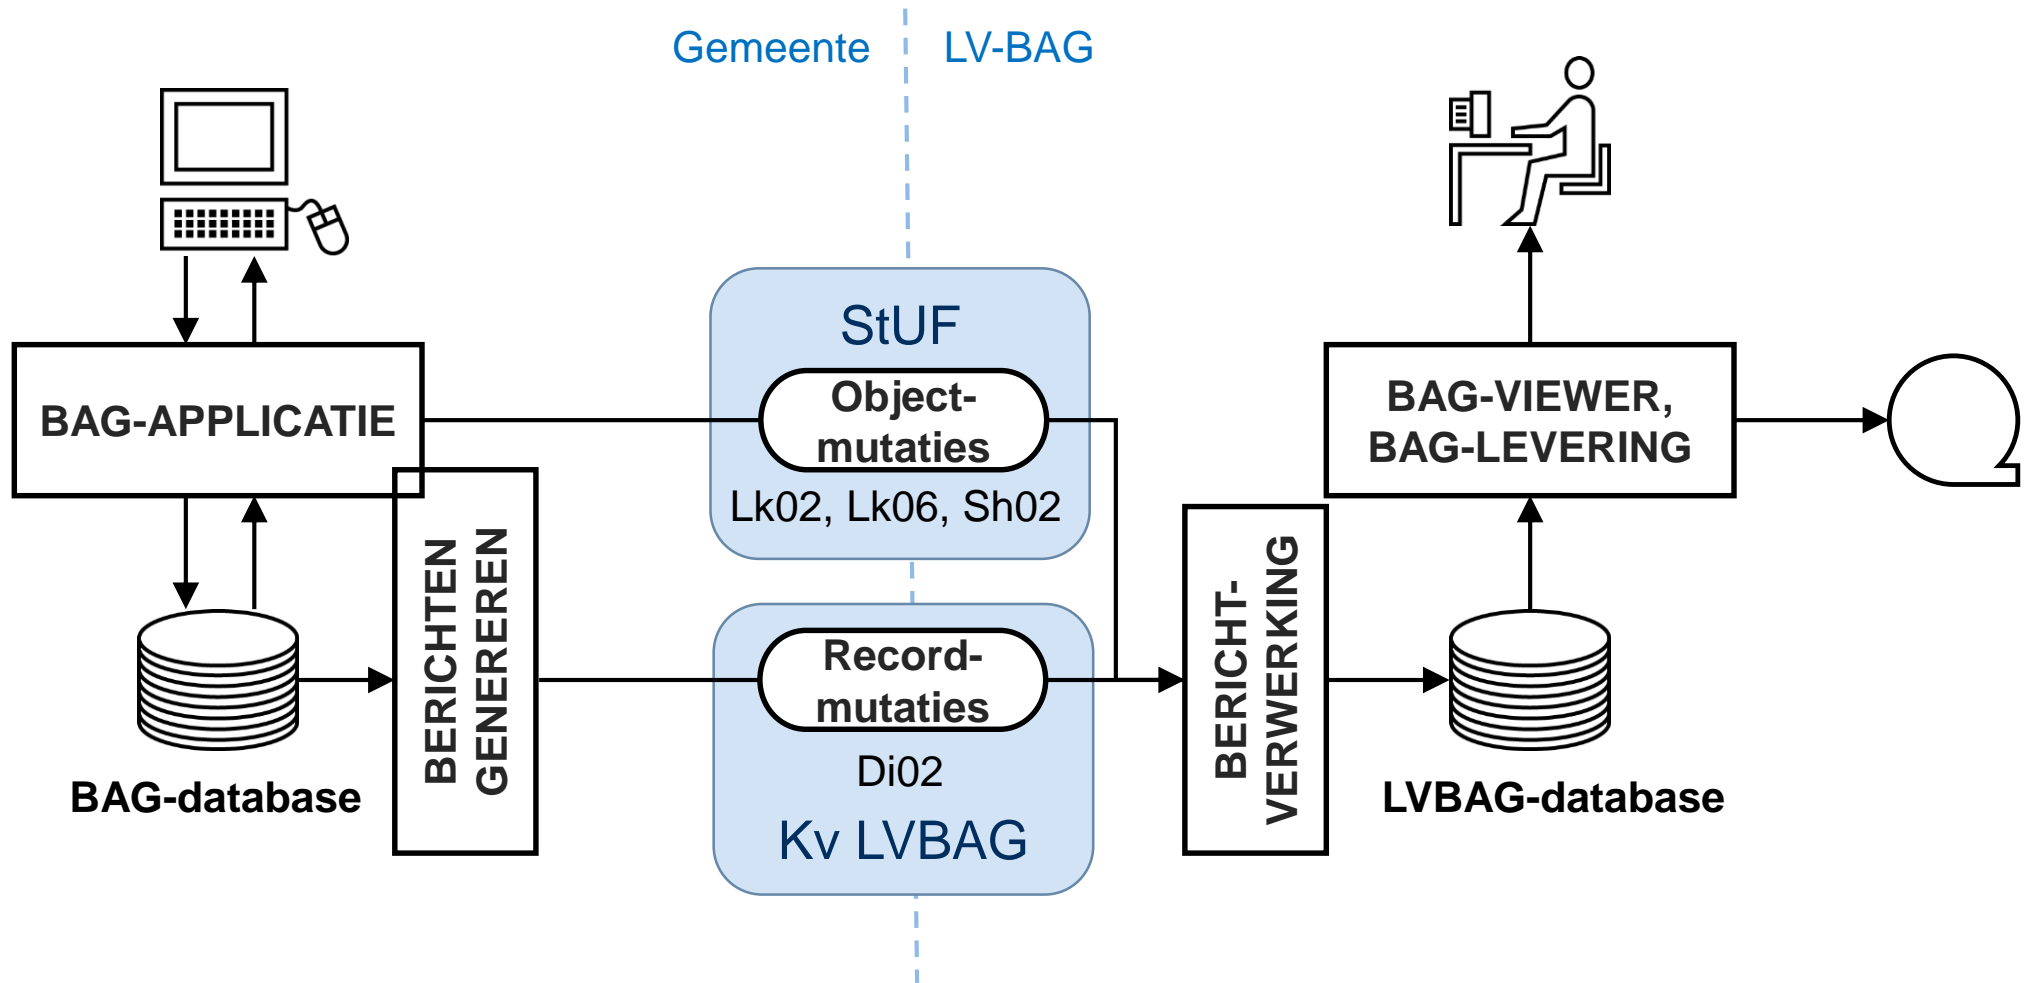 Gemeente
LV-BAG
StUF
BAG-APPLICATIE
Object-
mutaties
Lk02, Lk06, Sh02
BAG-VIEWER,
BAG-LEVERING
BERICHTEN
GENEREREN
Record-
mutaties
Di02
Kv LVBAG
BERICHT-
VERWERKING
BAG-database
LVBAG-database